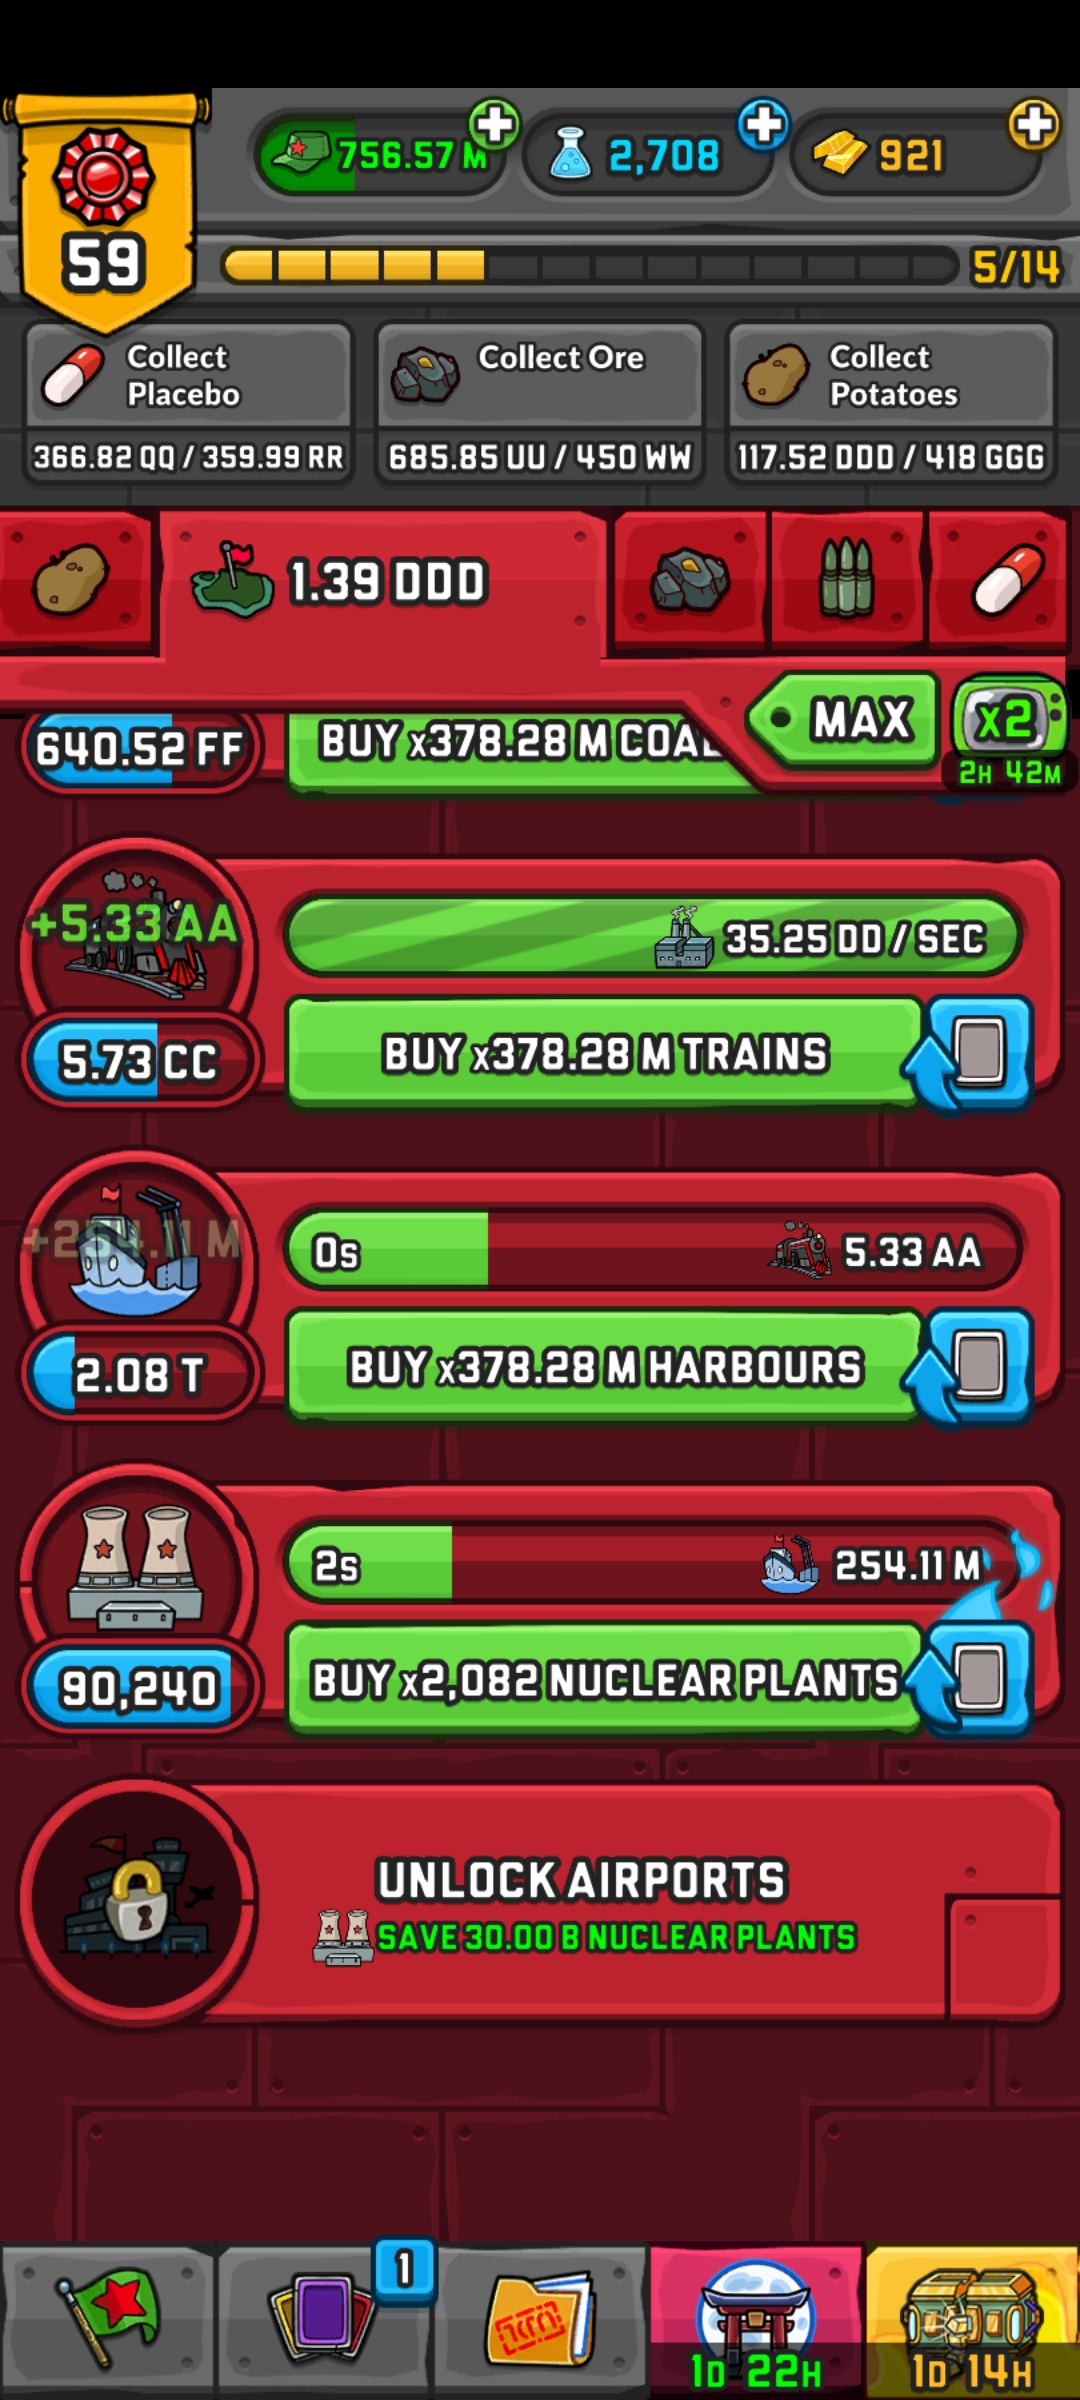 756.57 M
2,708
921
59
5/14
Collect Placebo
366.82 QQ / 359.99 RR
Collect Ore
685.85 UU / 450 WW
Collect Potatoes
117.52 DDD / 418 GGG
1.39 DDD
MAX
x2
2H 42M
640.52 FF
BUY x378.28 M COAL
+5.33 AA
35.25 DD / SEC
5.73 CC
BUY x378.28 M TRAINS
+254.11 M
0s
5.33 AA
2.08 T
BUY x378.28 M HARBOURS
2s
254.11 M
90,240
BUY x2,082 NUCLEAR PLANTS
UNLOCK AIRPORTS
SAVE 30.00 B NUCLEAR PLANTS
1
1D 22H
1D 14H